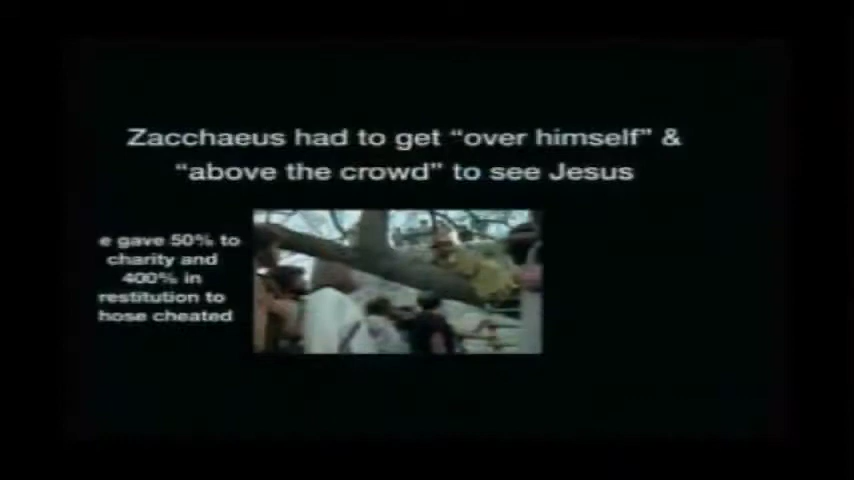 Zacchaeus had to get “over himself” &
“above the crowd” to see Jesus
e gave 50% to
charity and
400% in
restitution to
hose cheated